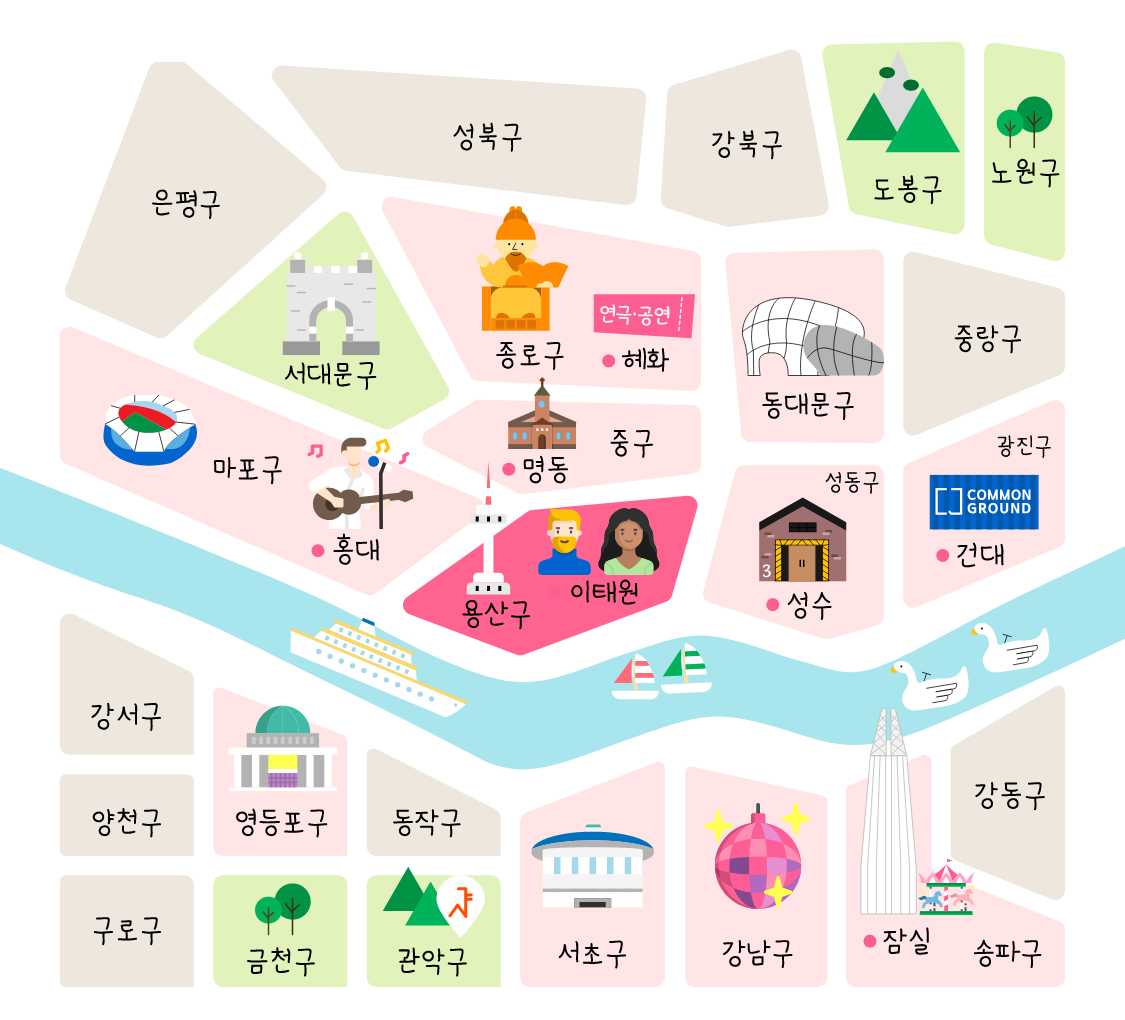 성북구
강북구
도봉구
노원구
은평구
서대문구
종로구
연극·공연
혜화
동대문구
중랑구
마포구
홍대
중구
명동
성동구
3
성수
광진구
COMMON
GROUND
건대
이태원
용산구
강서구
양천구
구로구
영등포구
금천구
동작구
관악구
서초구
강남구
잠실
송파구
강동구